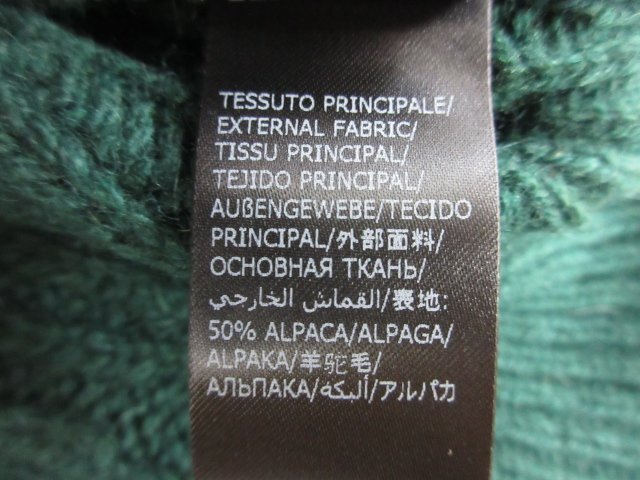 TESSUTO PRINCIPALE/
EXTERNAL FABRIC/
TISSU PRINCIPAL/
TEJIDO PRINCIPAL/
AUßENGEWEBE/TECIDO
PRINCIPAL/外部面料/
ОСНОВНАЯ ТКАНЬ/
القماش الخارجي/表地:
50% ALPACA/ALPAGA/
ALPAKA/羊驼毛/
АЛЬПАКА/ألبكه/アルパカ